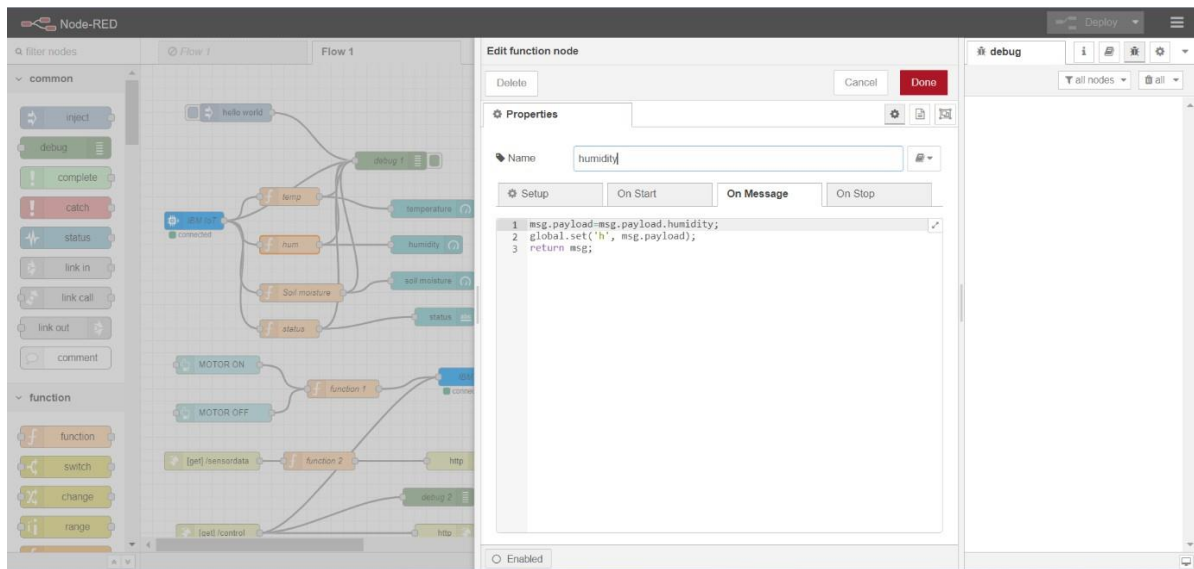 Node-RED
Deploy
filter nodes
common
inject
debug
complete
catch
status
link in
link call
link out
comment
function
function
switch
change
range
Flow 1
Flow 1
hello world
debug 1
temp
temperature
IBM IoT
connected
hum
humidity
soil moisture
Soil moisture
status
status
MOTOR ON
function 1
MOTOR OFF
[get] /sensordata
function 2
http
debug 2
[get] /control
http
Edit function node
Delete
Cancel
Done
Properties
Name
humidity
Setup
On Start
On Message
On Stop
1 msg.payload=msg.payload.humidity;
2 global.set('h', msg.payload);
3 return msg;
Enabled
debug
i
all nodes
all